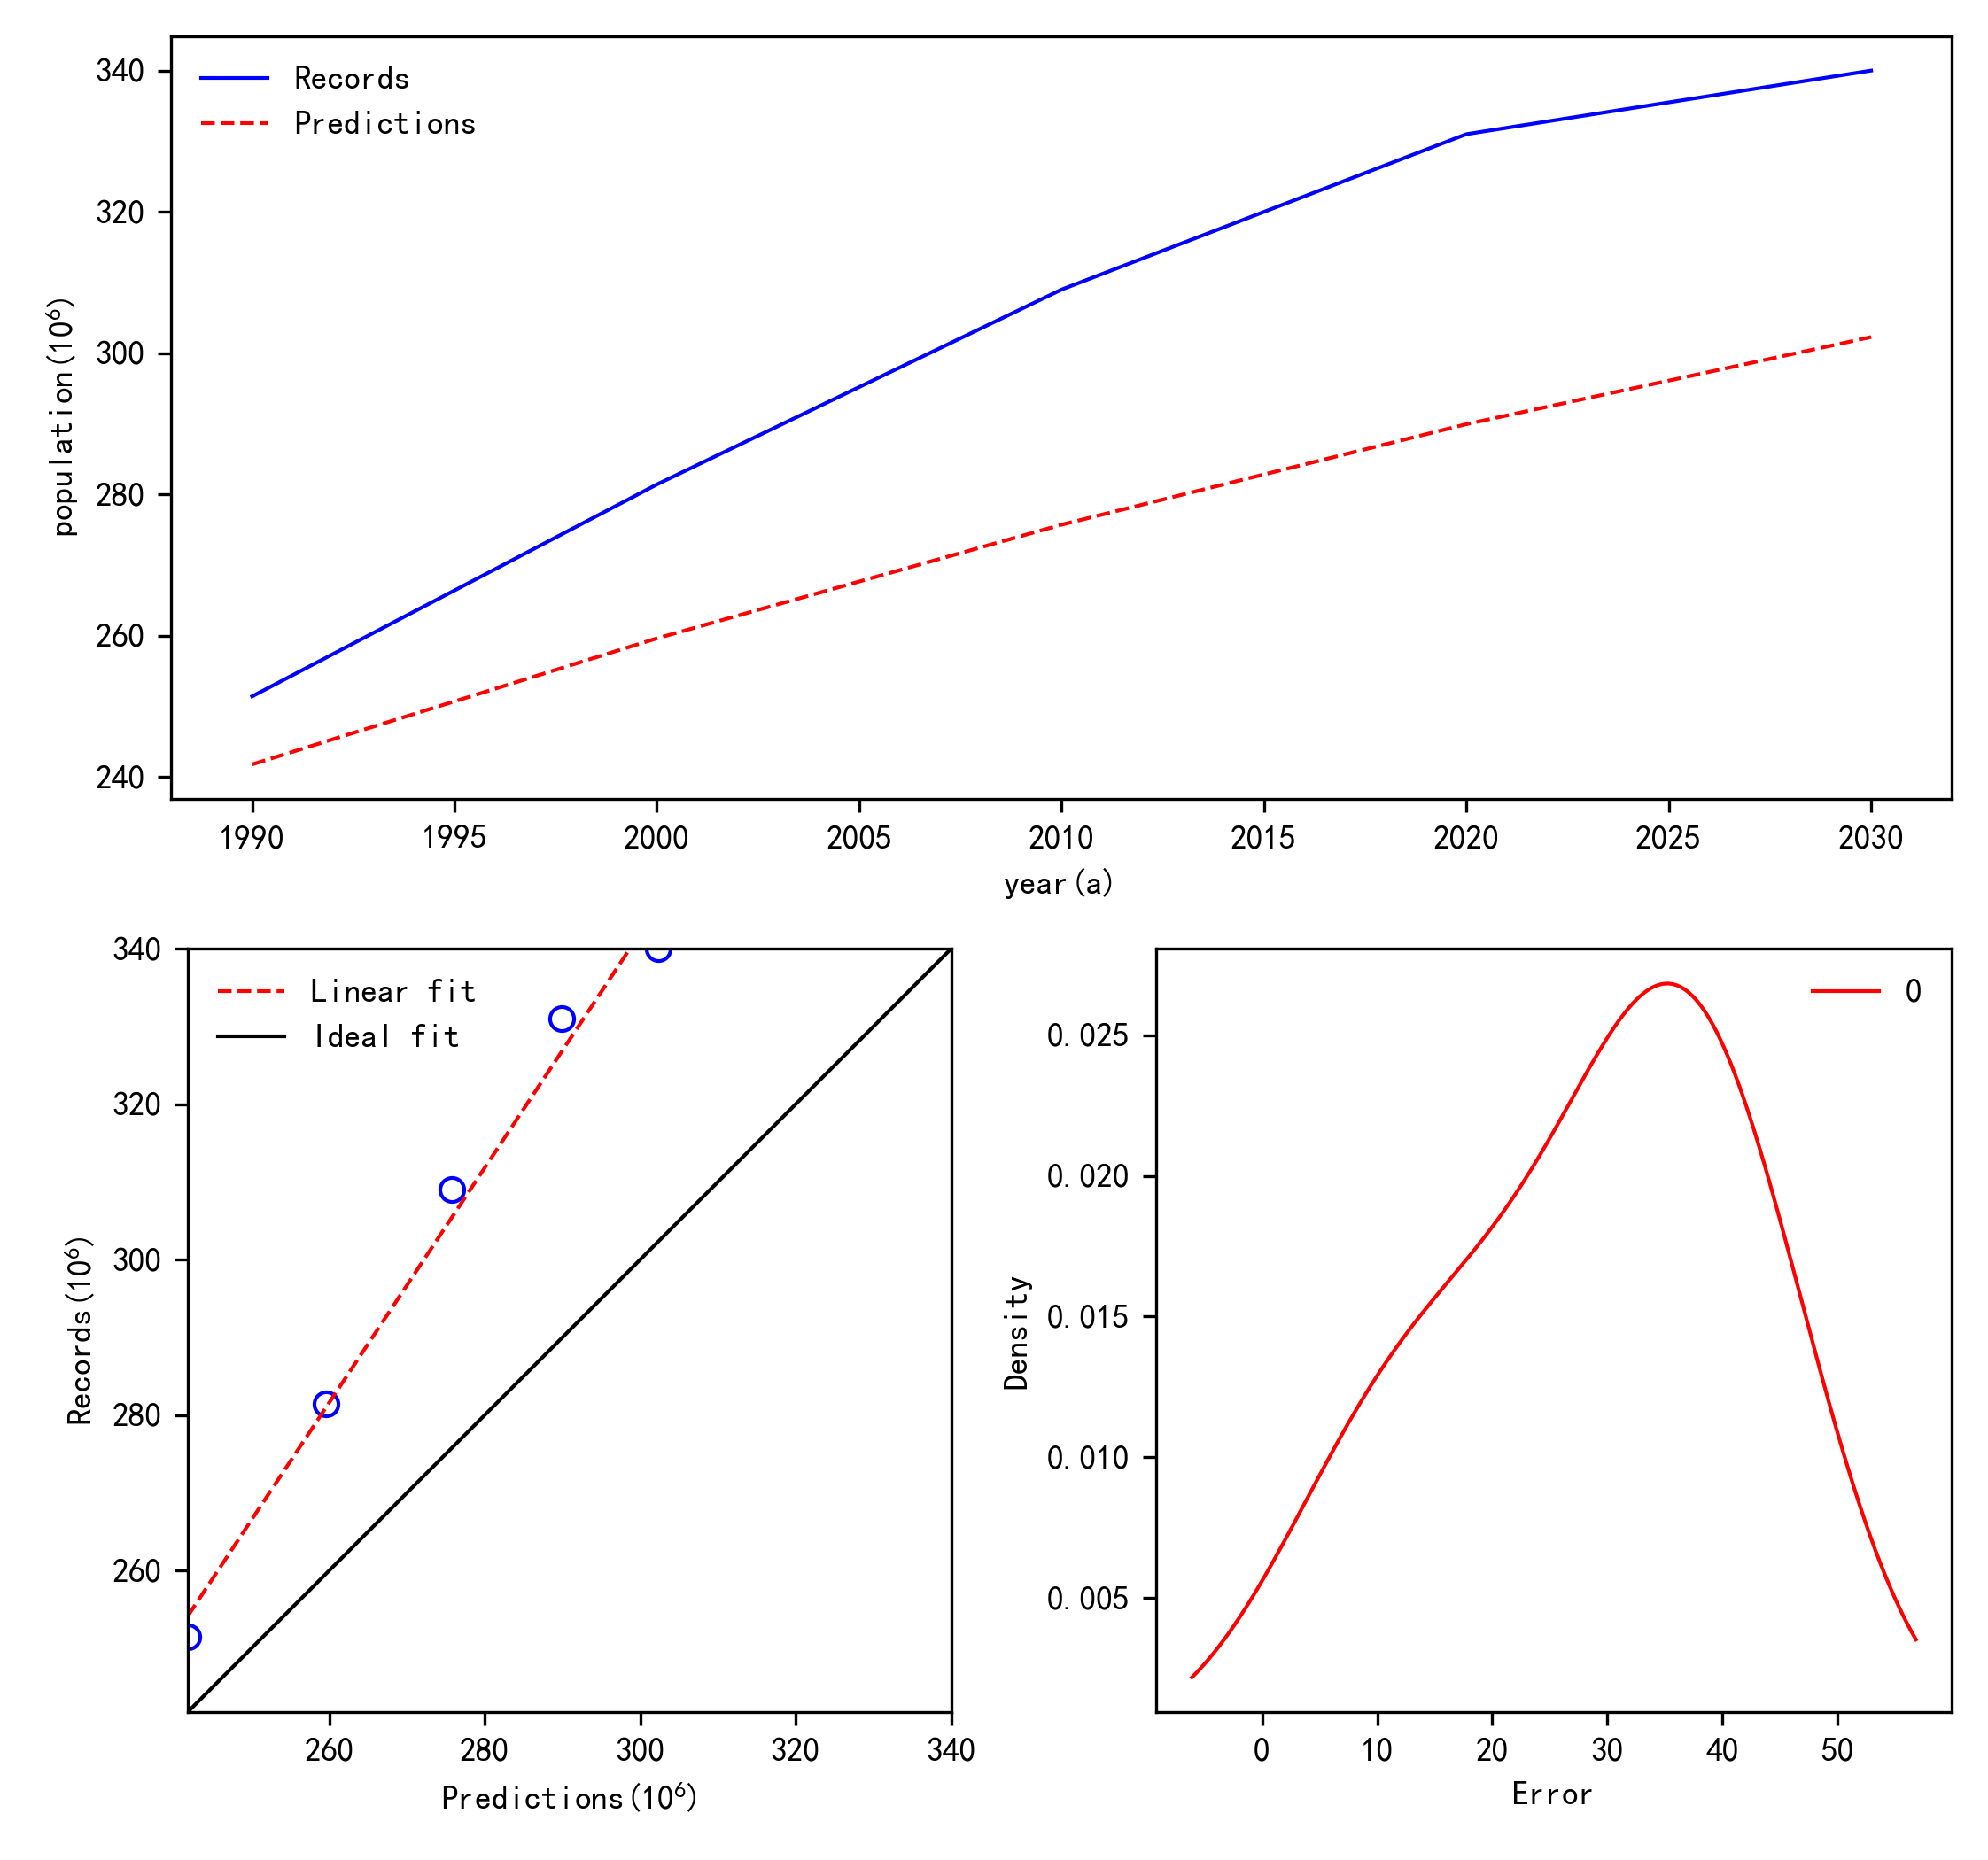 340
320
300
280
260
240
population(10⁶)
Records
Predictions
1990 1995 2000 2005 2010 2015 2020 2025 2030
year(a)
340
320
300
280
260
Records(10⁶)
Linear fit
Ideal fit
260 280 300 320 340
Predictions(10⁶)
0.025
0.020
0.015
0.010
0.005
Density
0
0 10 20 30 40 50
Error